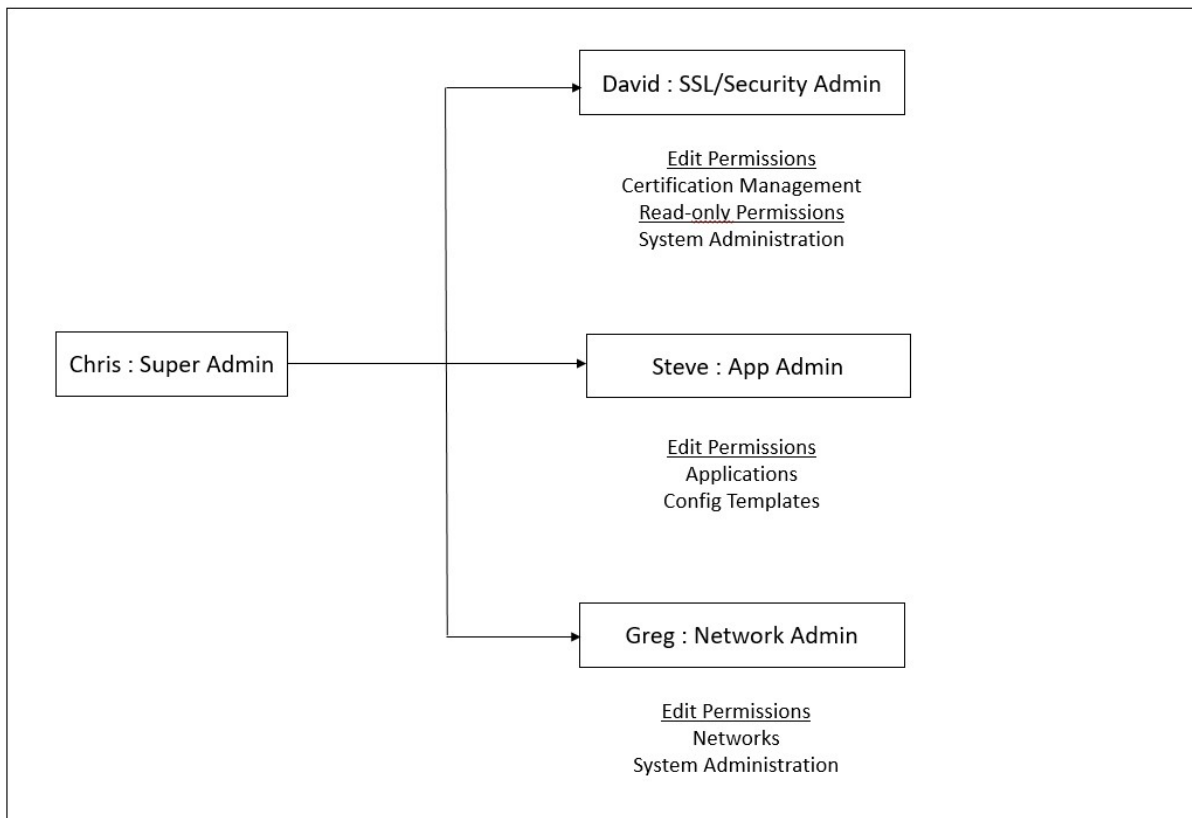 David : SSL/Security Admin
Edit Permissions
Certification Management
Read-only Permissions
System Administration
Chris : Super Admin
Steve : App Admin
Edit Permissions
Applications
Config Templates
Greg : Network Admin
Edit Permissions
Networks
System Administration